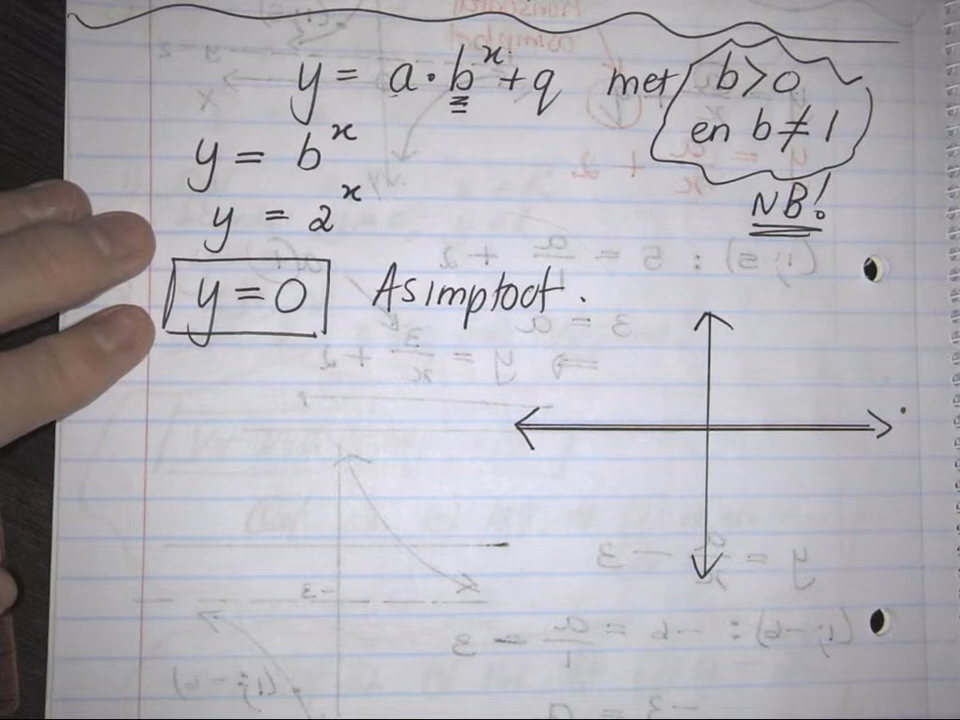 y = a · b^x + q met b > 0
en b ≠ 1
y = b^x
NB!
y = 2^x
y = 0 Asimptoot.